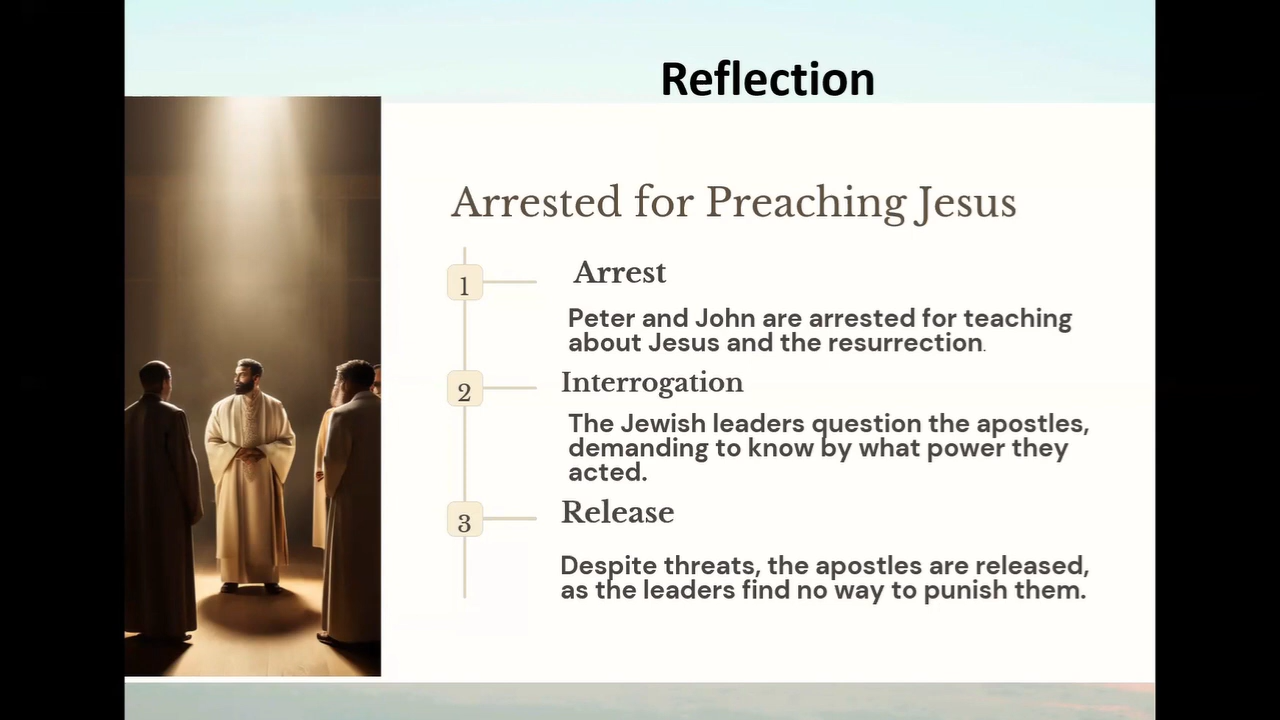 Reflection
Arrested for Preaching Jesus
1
Arrest
Peter and John are arrested for teaching
about Jesus and the resurrection.
2
Interrogation
The Jewish leaders question the apostles,
demanding to know by what power they
acted.
3
Release
Despite threats, the apostles are released,
as the leaders find no way to punish them.